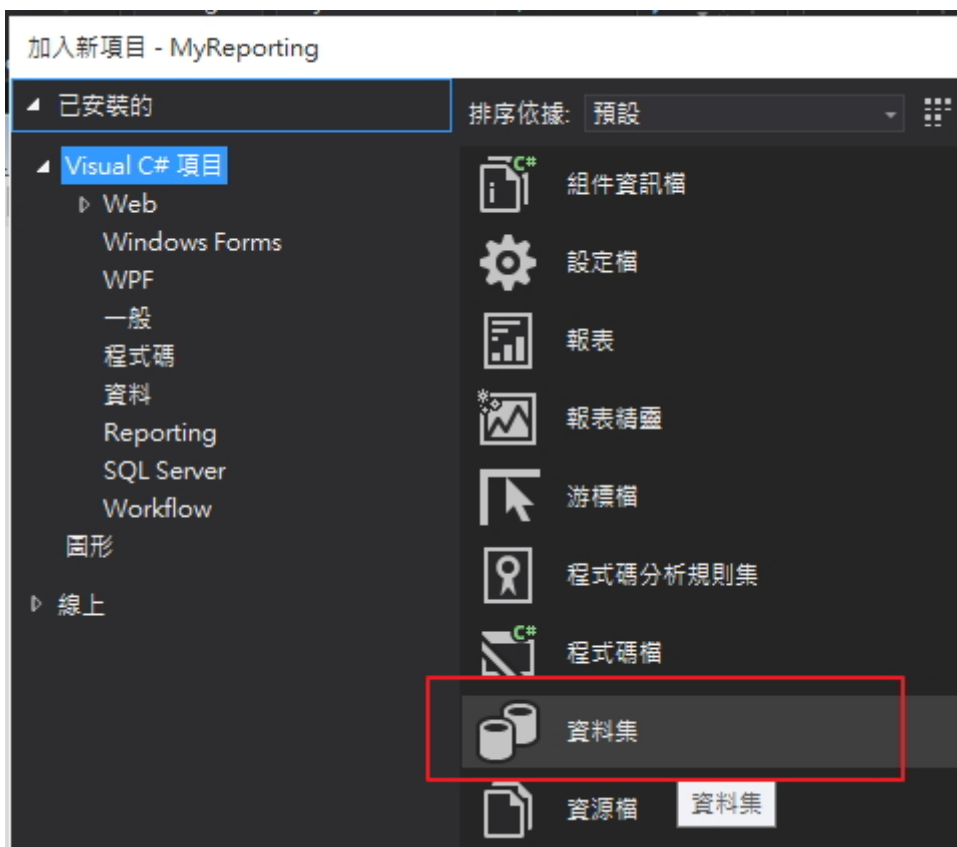 加入新項目 - MyReporting
已安裝的
排序依據: 預設
Visual C# 項目
Web
Windows Forms
WPF
一般
程式碼
資料
Reporting
SQL Server
Workflow
圖形
線上
C#
組件資訊檔
設定檔
報表
報表精靈
游標檔
程式碼分析規則集
C#
程式碼檔
資料集
資源檔
資料集